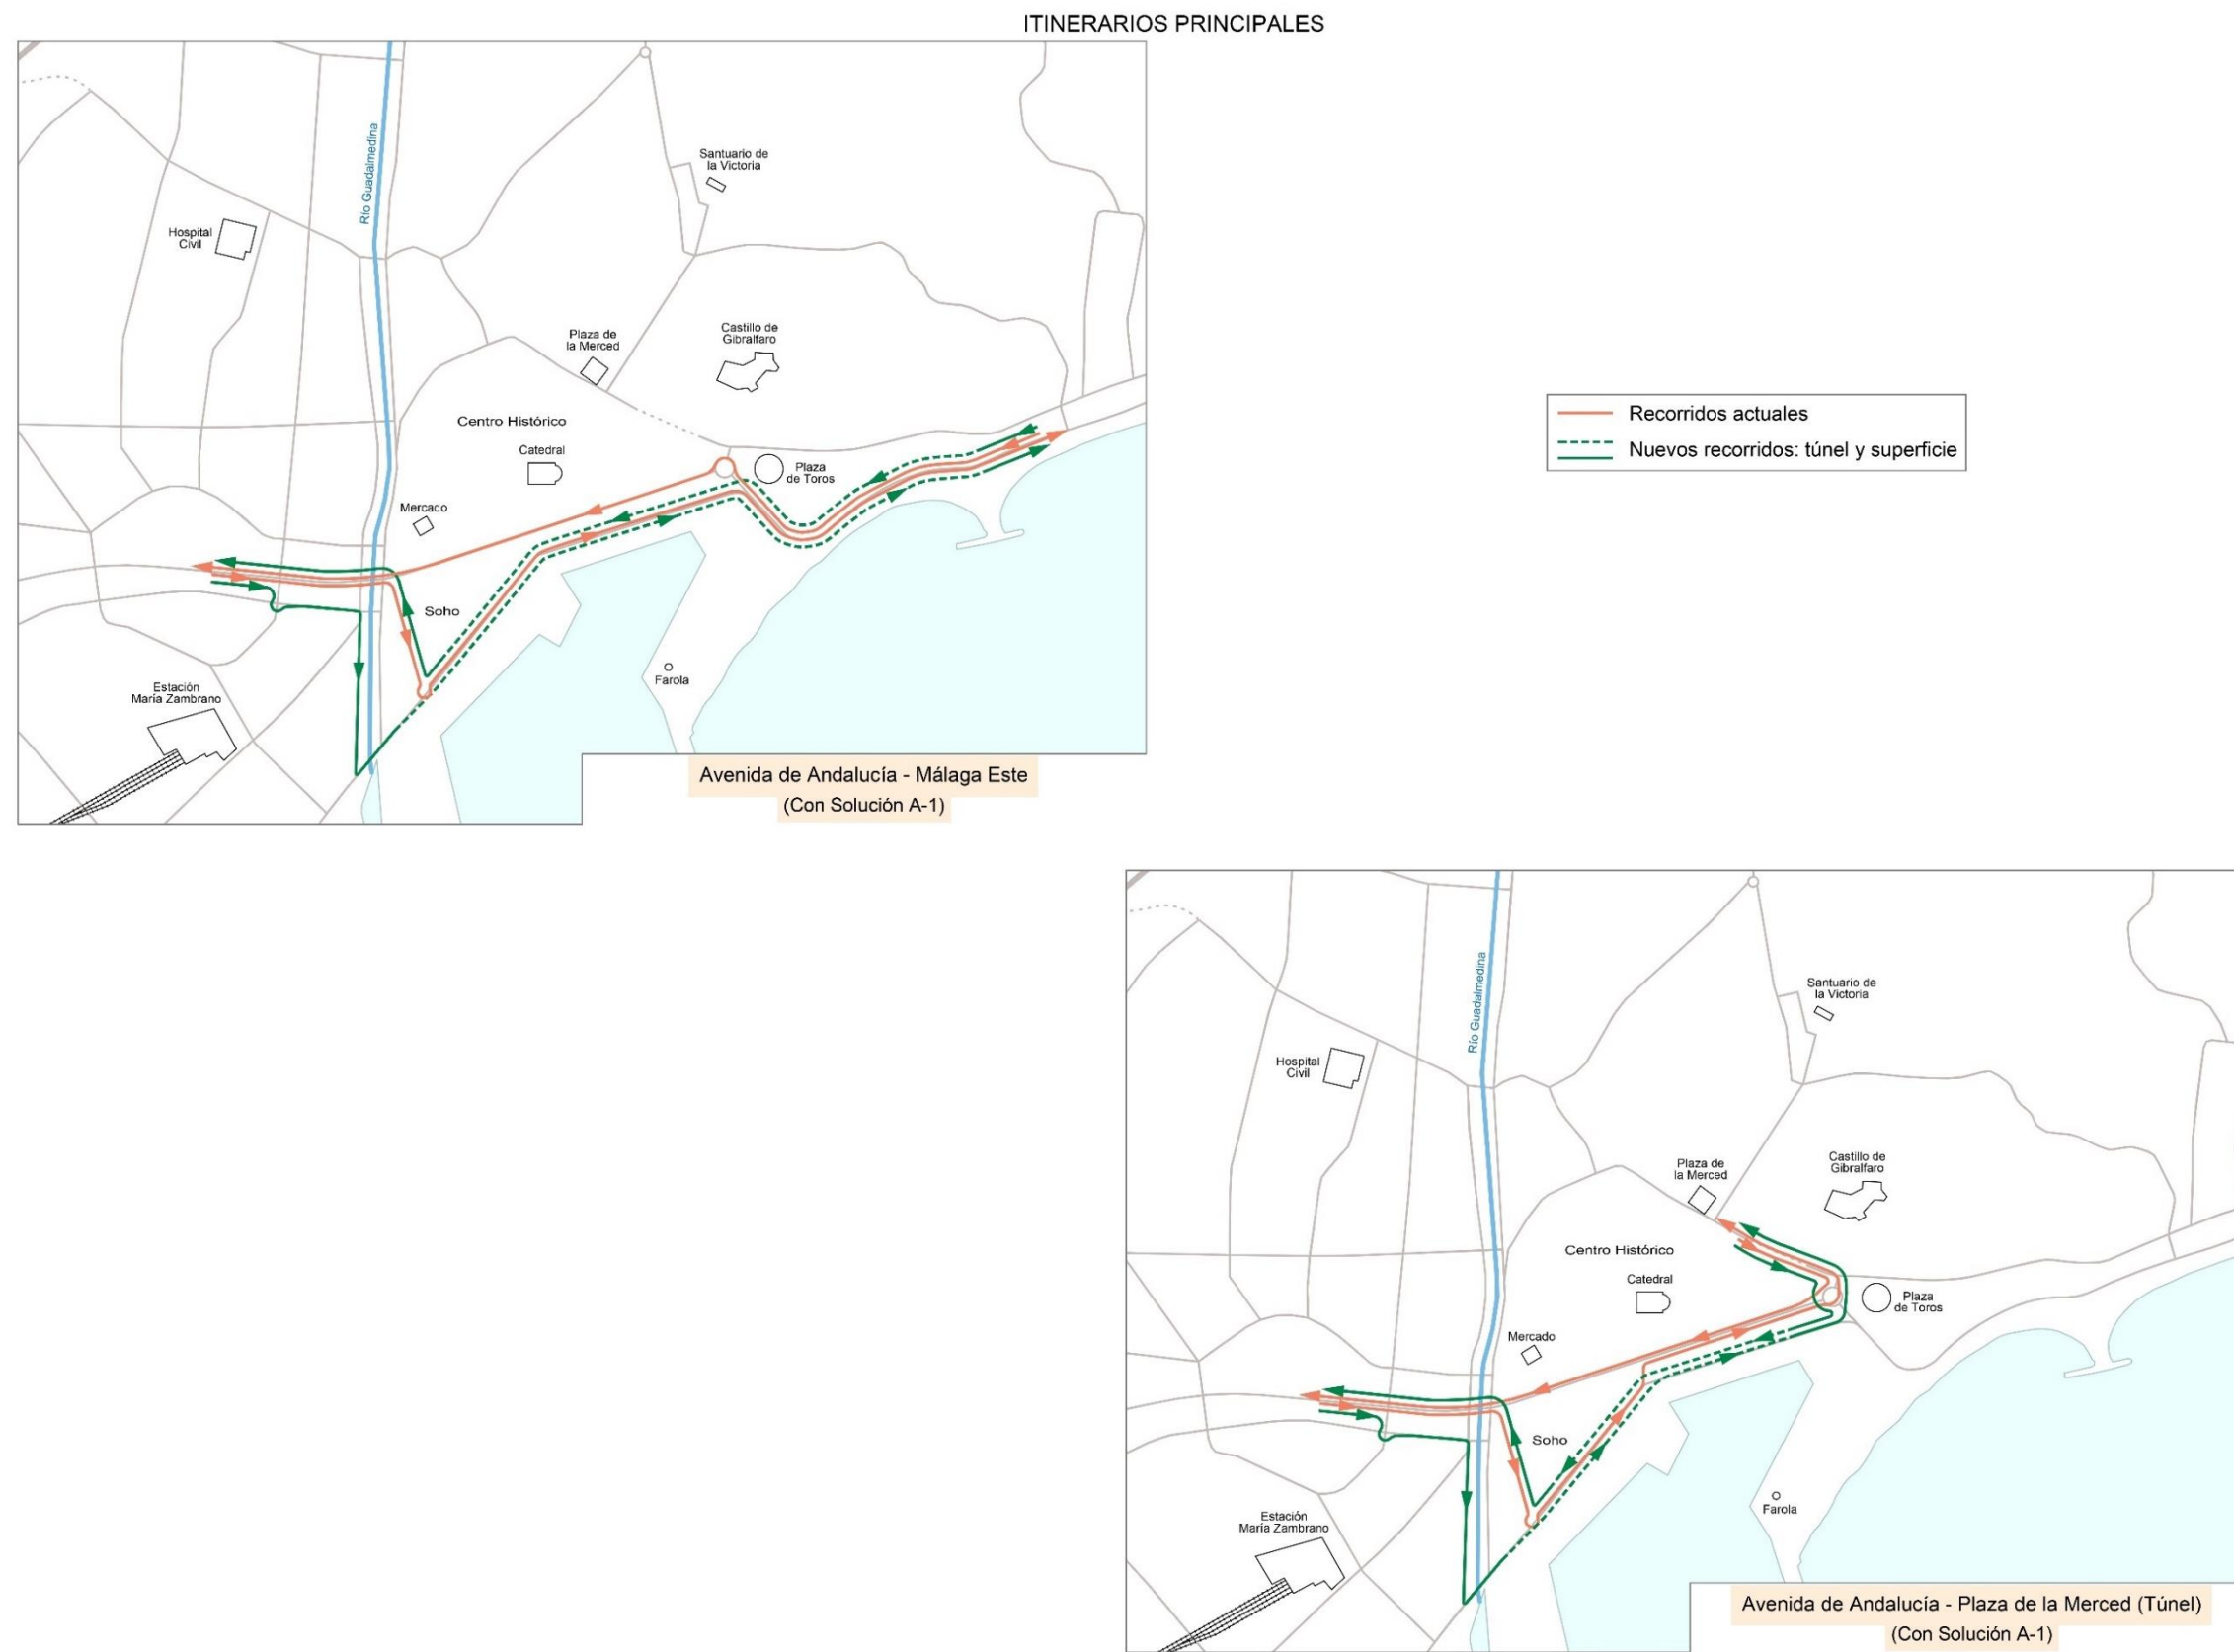 ITINERARIOS PRINCIPALES
Río Guadalmedina
Santuario de
la Victoria
Hospital
Civil
Plaza de
la Merced
Castillo de
Gibralfaro
Centro Histórico
Catedral
Plaza
de Toros
Mercado
Soho
Farola
Estación
María Zambrano
Avenida de Andalucía - Málaga Este
(Con Solución A-1)
Recorridos actuales
Nuevos recorridos: túnel y superficie
Río Guadalmedina
Santuario de
la Victoria
Hospital
Civil
Plaza de
la Merced
Castillo de
Gibralfaro
Centro Histórico
Catedral
Plaza
de Toros
Mercado
Soho
Farola
Estación
María Zambrano
Avenida de Andalucía - Plaza de la Merced (Túnel)
(Con Solución A-1)